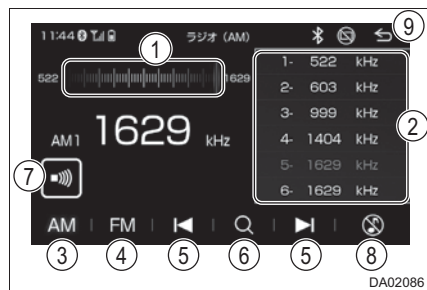 11:44 ラジオ (AM) 9
1
522 1629
1- 522 kHz
2- 603 kHz
3- 999 kHz
4- 1404 kHz
5- 1629 kHz
6- 1629 kHz
2
AM1 1629 kHz
7
AM FM
3 4 5 6 5 8
DA02086